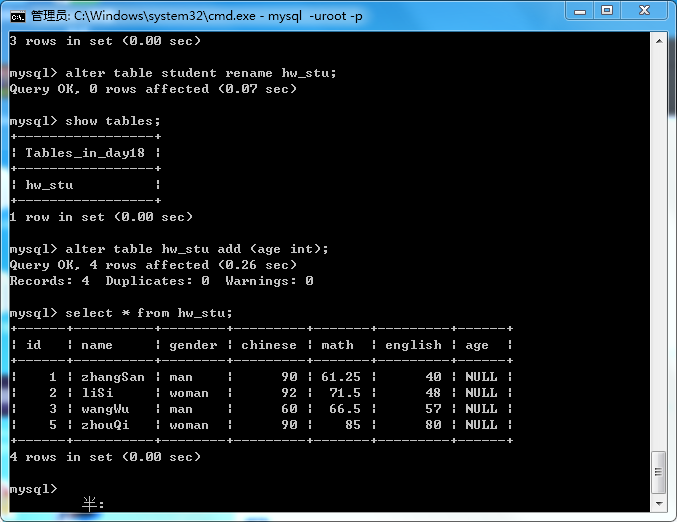 管理员: C:\Windows\system32\cmd.exe - mysql  -uroot -p
3 rows in set (0.00 sec)
mysql> alter table student rename hw_stu;
Query OK, 0 rows affected (0.07 sec)
mysql> show tables;
+-----------------+
¦ Tables_in_day18 ¦
+-----------------+
¦ hw_stu          ¦
+-----------------+
1 row in set (0.00 sec)
mysql> alter table hw_stu add (age int);
Query OK, 4 rows affected (0.26 sec)
Records: 4  Duplicates: 0  Warnings: 0
mysql> select * from hw_stu;
+------+----------+--------+---------+-------+---------+------+
¦ id   ¦ name     ¦ gender ¦ chinese ¦ math  ¦ english ¦ age  ¦
+------+----------+--------+---------+-------+---------+------+
¦    1 ¦ zhangSan ¦ man    ¦      90 ¦ 61.25 ¦      40 ¦ NULL ¦
¦    2 ¦ liSi     ¦ woman  ¦      92 ¦  71.5 ¦      48 ¦ NULL ¦
¦    3 ¦ wangWu   ¦ man    ¦      60 ¦  66.5 ¦      57 ¦ NULL ¦
¦    5 ¦ zhouQi   ¦ woman  ¦      90 ¦    85 ¦      80 ¦ NULL ¦
+------+----------+--------+---------+-------+---------+------+
4 rows in set (0.00 sec)
mysql>
半: